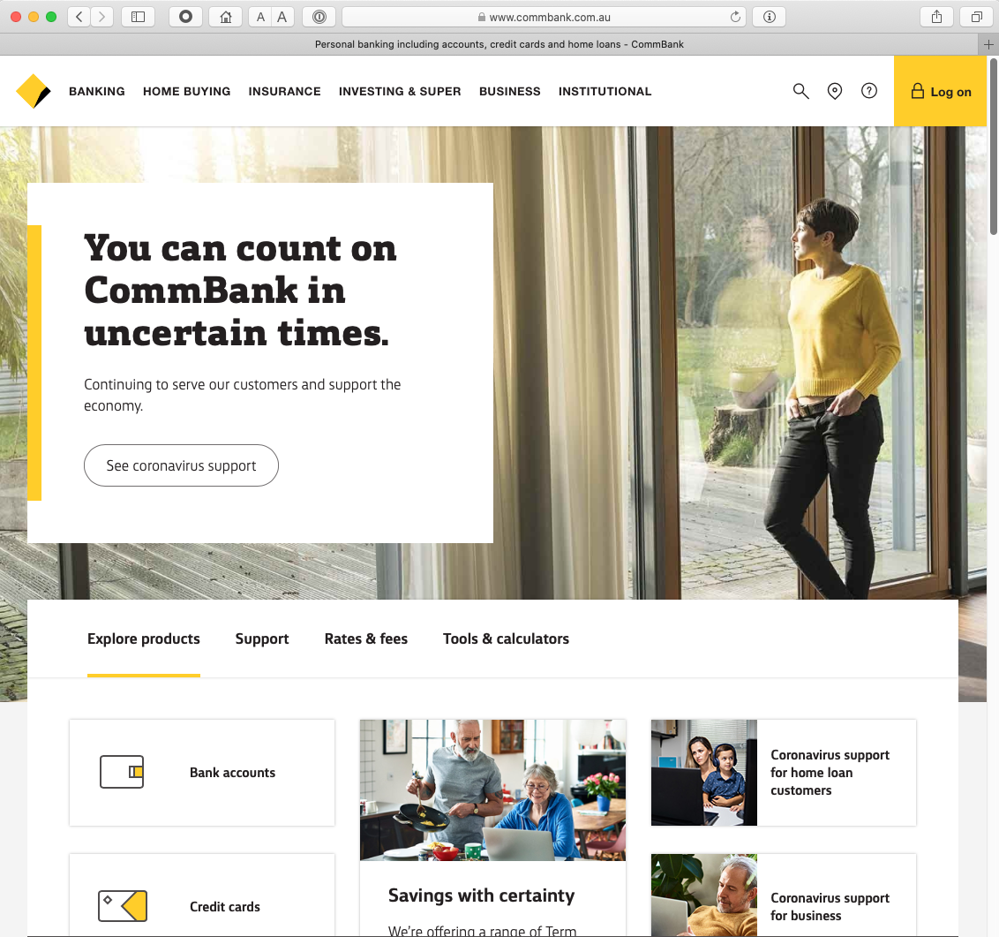 A A
www.commbank.com.au
Personal banking including accounts, credit cards and home loans - CommBank
BANKING HOME BUYING INSURANCE INVESTING & SUPER BUSINESS INSTITUTIONAL
Log on
You can count on
CommBank in
uncertain times.
Continuing to serve our customers and support the
economy.
See coronavirus support
Explore products Support Rates & fees Tools & calculators
Bank accounts
Credit cards
Savings with certainty
We're offering a range of Term
Coronavirus support
for home loan
customers
Coronavirus support
for business